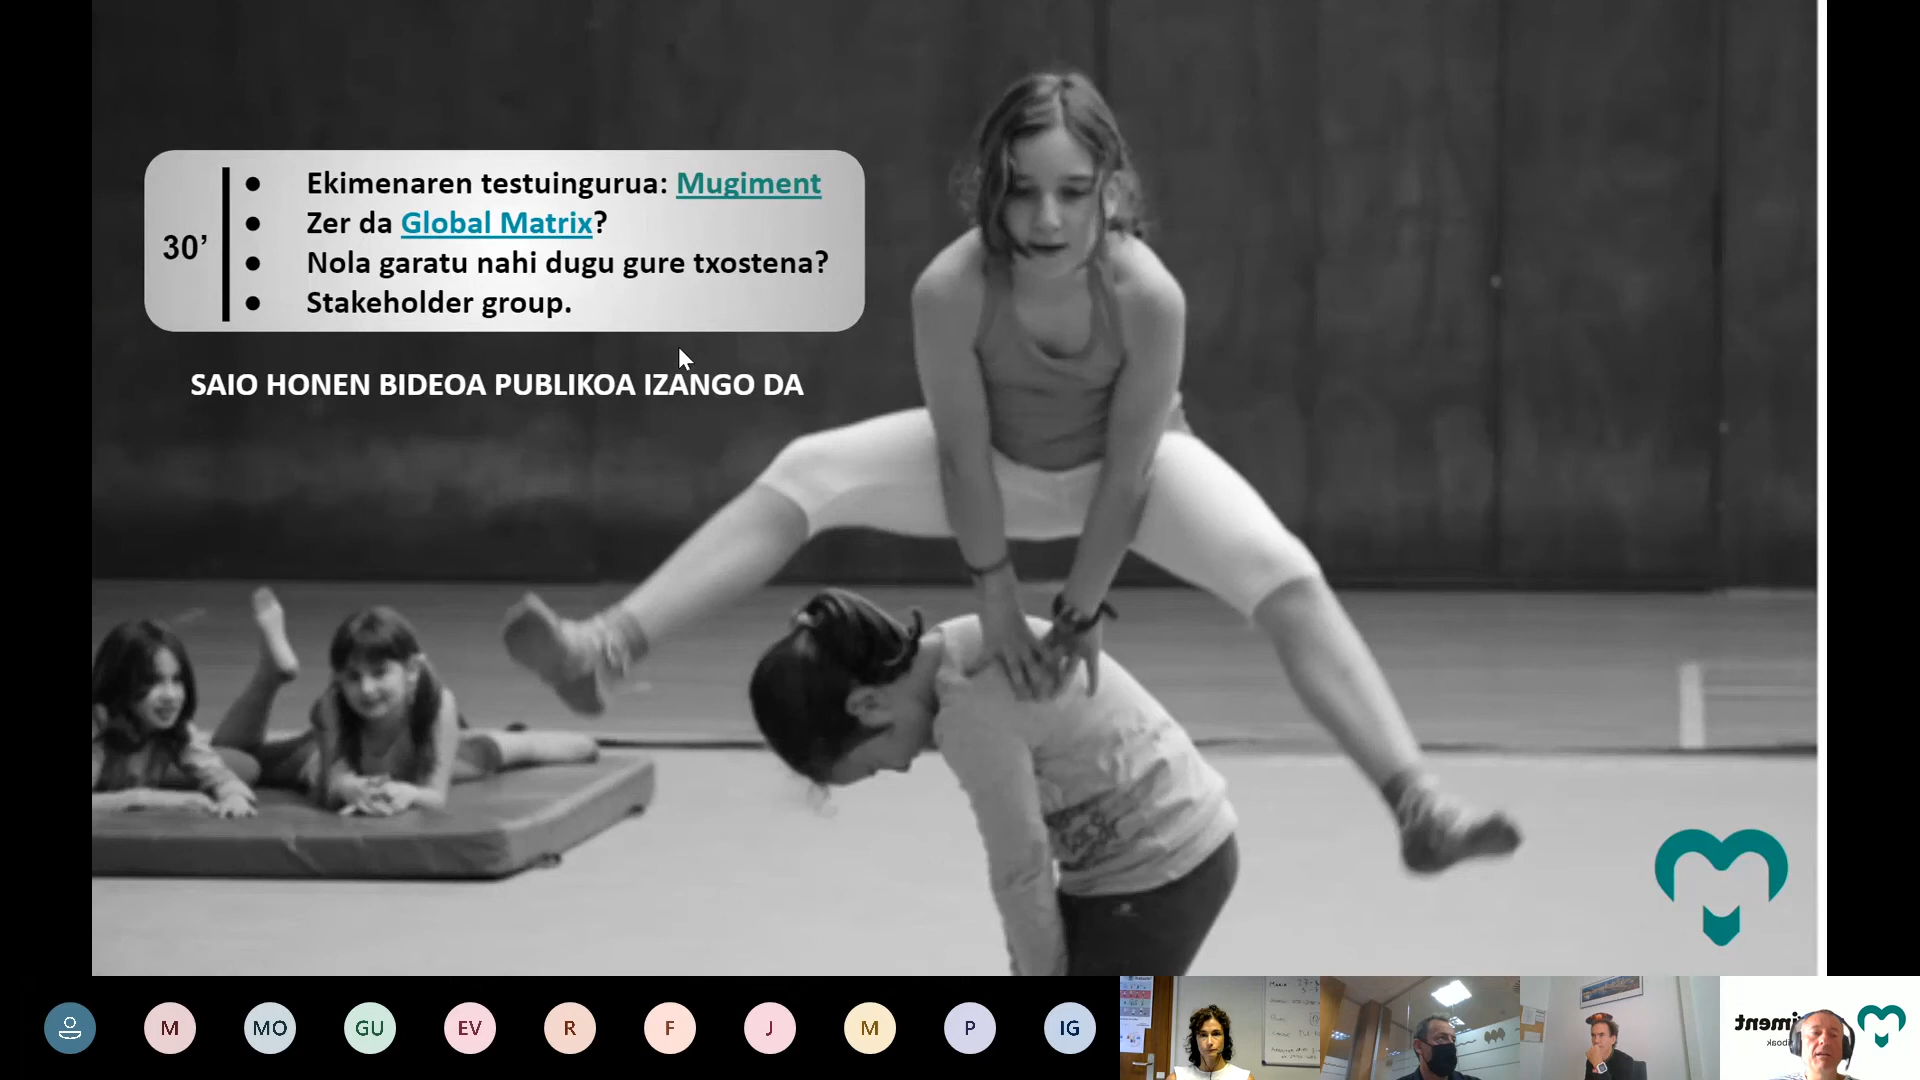 30’
● Ekimenaren testuingurua: Mugiment
● Zer da Global Matrix?
● Nola garatu nahi dugu gure txostena?
● Stakeholder group.
SAIO HONEN BIDEOA PUBLIKOA IZANGO DA
M
MO
GU
EV
R
F
J
M
P
IG